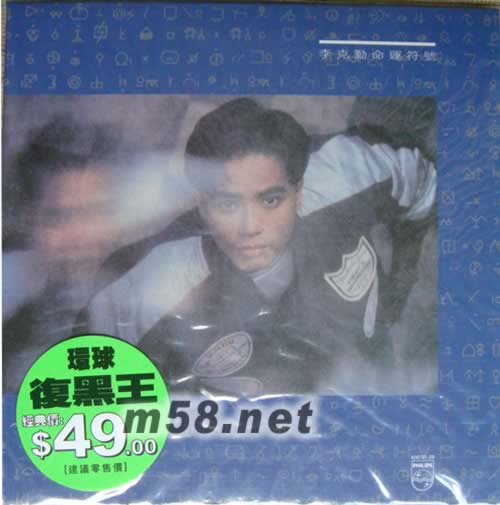 李克勤命運符號
環球
復黑王
經典價:
$49.00
[建議零售價]
m58.net
PHILIPS